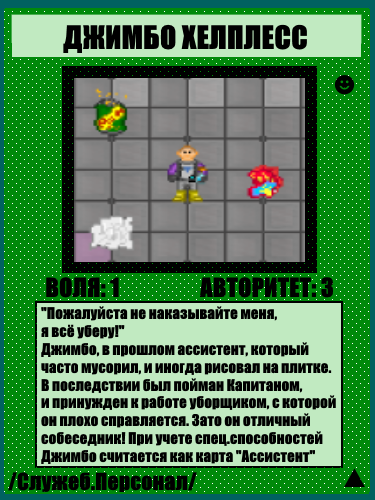 ДЖИМБО ХЕЛПЛЕСС
ВОЛЯ: 1 АВТОРИТЕТ: 3
"Пожалуйста не наказывайте меня,
я всё уберу!"
Джимбо, в прошлом ассистент, который
часто мусорил, и иногда рисовал на плитке.
В последствии был пойман Капитаном,
и принужден к работе уборщиком, с которой
он плохо справляется. Зато он отличный
собеседник! При учете спец.способностей
Джимбо считается как карта "Ассистент"
/Служеб.Персонал/